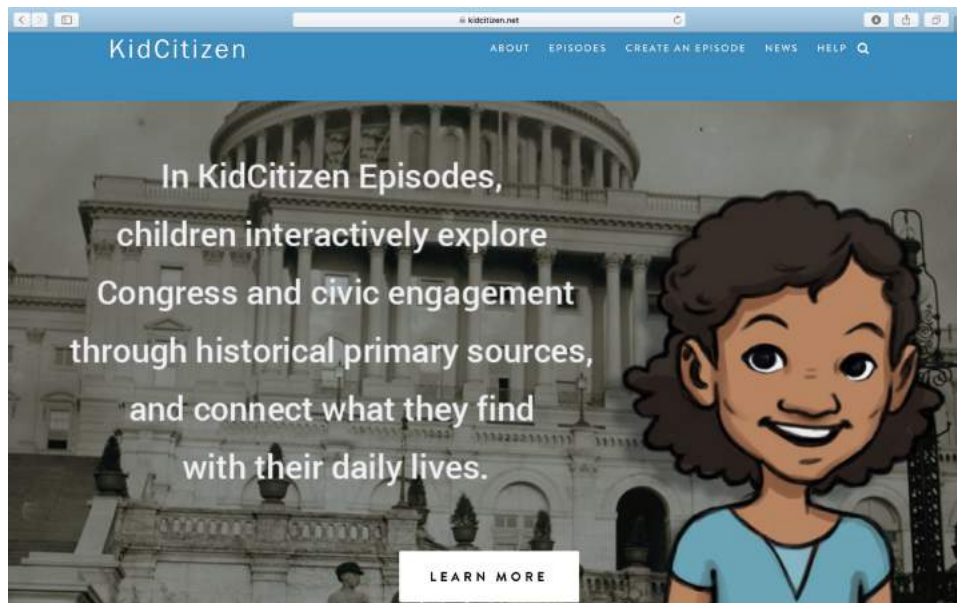 kidcitizen.net
KidCitizen
ABOUT EPISODES CREATE AN EPISODE NEWS HELP
In KidCitizen Episodes,
children interactively explore
Congress and civic engagement
through historical primary sources,
and connect what they find
with their daily lives.
LEARN MORE